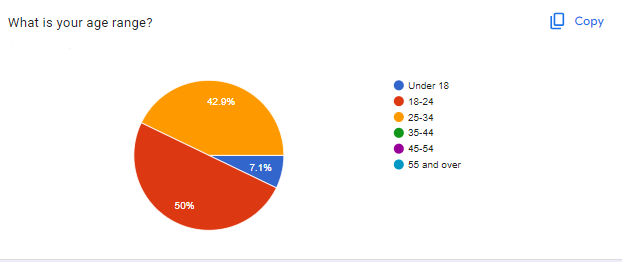 What is your age range?
Copy
42.9%
7.1%
50%
Under 18
18-24
25-34
35-44
45-54
55 and over